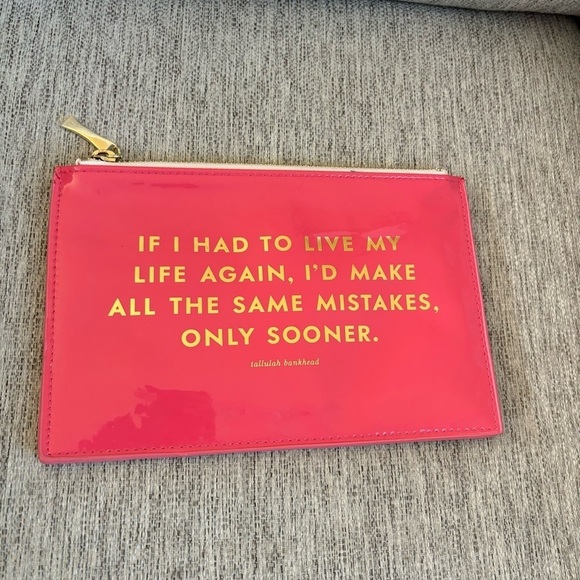 IF I HAD TO LIVE MY
LIFE AGAIN, I'D MAKE
ALL THE SAME MISTAKES,
ONLY SOONER.
tallulah bankhead